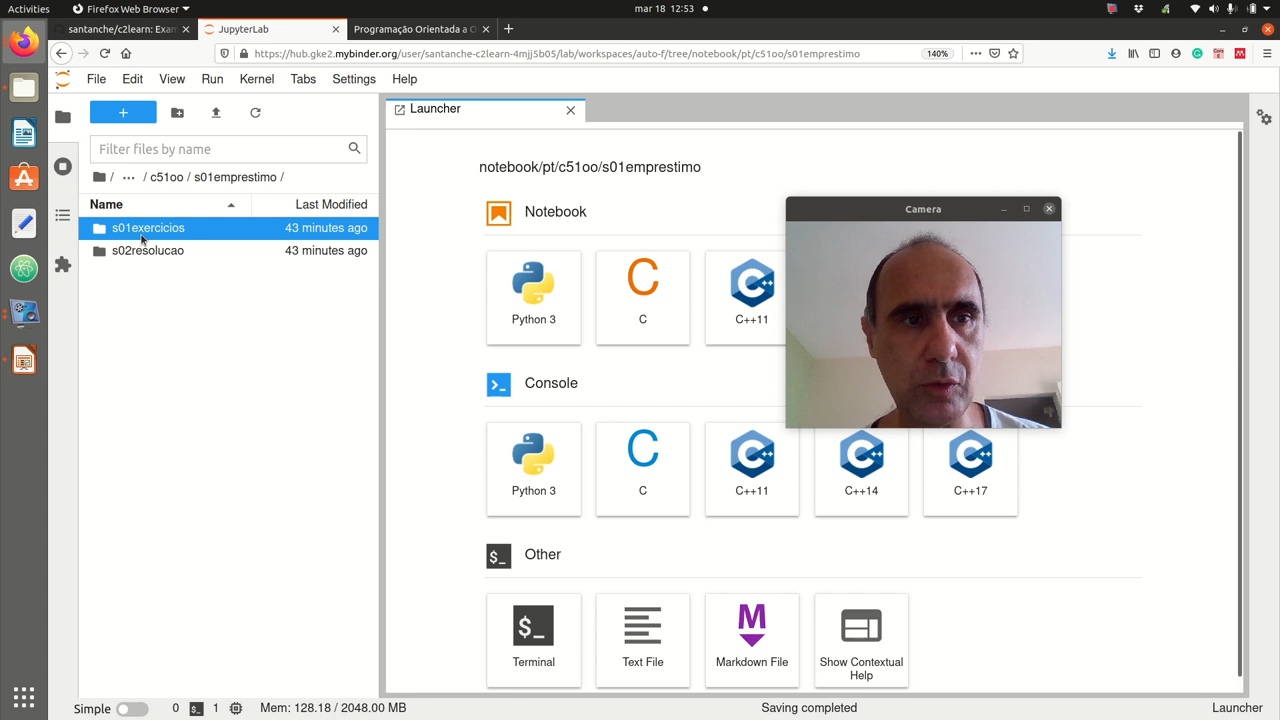 Activities
Firefox Web Browser
mar 18 12:53
santanche/c2learn: Exam
JupyterLab
Programação Orientada a O
https://hub.gke2.mybinder.org/user/santanche-c2learn-4mjj5b05/lab/workspaces/auto-f/tree/notebook/pt/c51oo/s01emprestimo
140%
File Edit View Run Kernel Tabs Settings Help
Launcher
Filter files by name
/ ... / c51oo / s01emprestimo /
notebook/pt/c51oo/s01emprestimo
Name Last Modified
s01exercicios 43 minutes ago
s02resolucao 43 minutes ago
Notebook
Camera
Python 3
C
C
C++11
Console
Python 3
C
C
C++11
C++14
C++17
Other
$_
Terminal
Text File
M
Markdown File
Show Contextual
Help
Simple 0 $_ 1 Mem: 128.18 / 2048.00 MB Saving completed Launcher